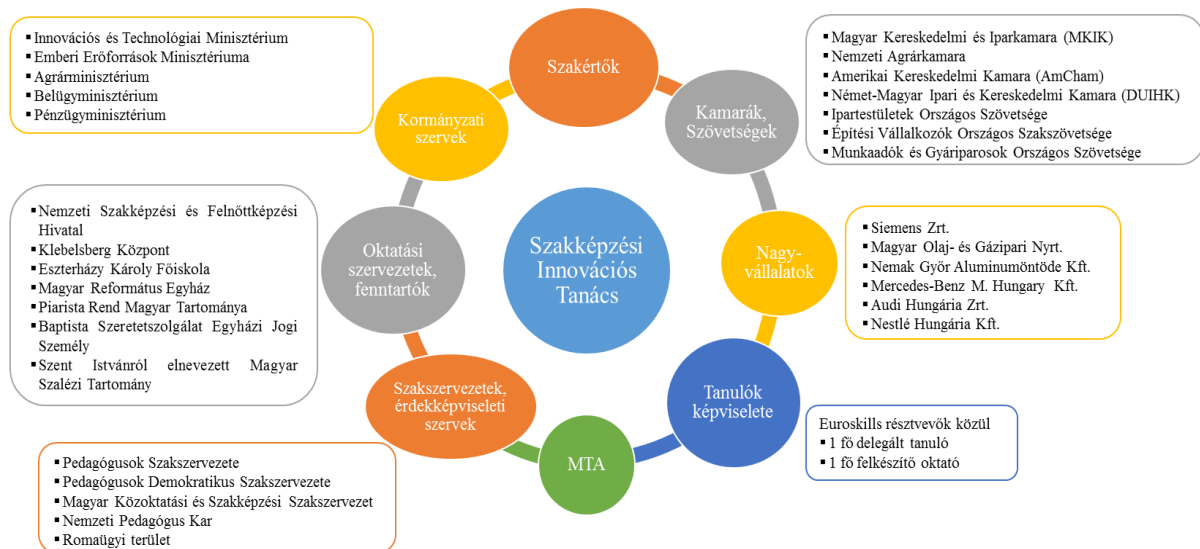 ▪ Innovációs és Technológiai Minisztérium
▪ Emberi Erőforrások Minisztériuma
▪ Agrárminisztérium
▪ Belügyminisztérium
▪ Pénzügyminisztérium
Szakértők
Kormányzati
szervek
Kamarák,
Szövetségek
▪ Magyar Kereskedelmi és Iparkamara (MKIK)
▪ Nemzeti Agrárkamara
▪ Amerikai Kereskedelmi Kamara (AmCham)
▪ Német-Magyar Ipari és Kereskedelmi Kamara (DUIHK)
▪ Ipartestületek Országos Szövetsége
▪ Építési Vállalkozók Országos Szakszövetsége
▪ Munkaadók és Gyáriparosok Országos Szövetsége
▪ Nemzeti Szakképzési és Felnőttképzési
Hivatal
▪ Klebelsberg Központ
▪ Eszterházy Károly Főiskola
▪ Magyar Református Egyház
▪ Piarista Rend Magyar Tartománya
▪ Baptista Szeretetszolgálat Egyházi Jogi
Személy
▪ Szent Istvánról elnevezett Magyar
Szalézi Tartomány
Oktatási
szervezetek,
fenntartók
Szakképzési
Innovációs
Tanács
Nagy-
vállalatok
▪ Siemens Zrt.
▪ Magyar Olaj- és Gázipari Nyrt.
▪ Nemak Győr Aluminumöntöde Kft.
▪ Mercedes-Benz M. Hungary Kft.
▪ Audi Hungária Zrt.
▪ Nestlé Hungária Kft.
Szakszervezetek,
érdekképviseleti
szervek
MTA
Tanulók
képviselete
Euroskills résztvevők közül
▪ 1 fő delegált tanuló
▪ 1 fő felkészítő oktató
▪ Pedagógusok Szakszervezete
▪ Pedagógusok Demokratikus Szakszervezete
▪ Magyar Közoktatási és Szakképzési Szakszervezet
▪ Nemzeti Pedagógus Kar
▪ Romaügyi terület